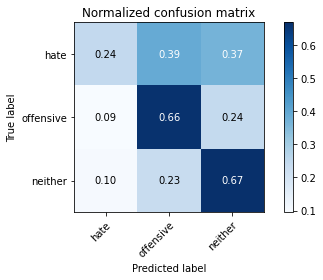 Normalized confusion matrix
hate 0.24 0.39 0.37
offensive 0.09 0.66 0.24
neither 0.10 0.23 0.67
True label
hate offensive neither
Predicted label
0.6
0.5
0.4
0.3
0.2
0.1